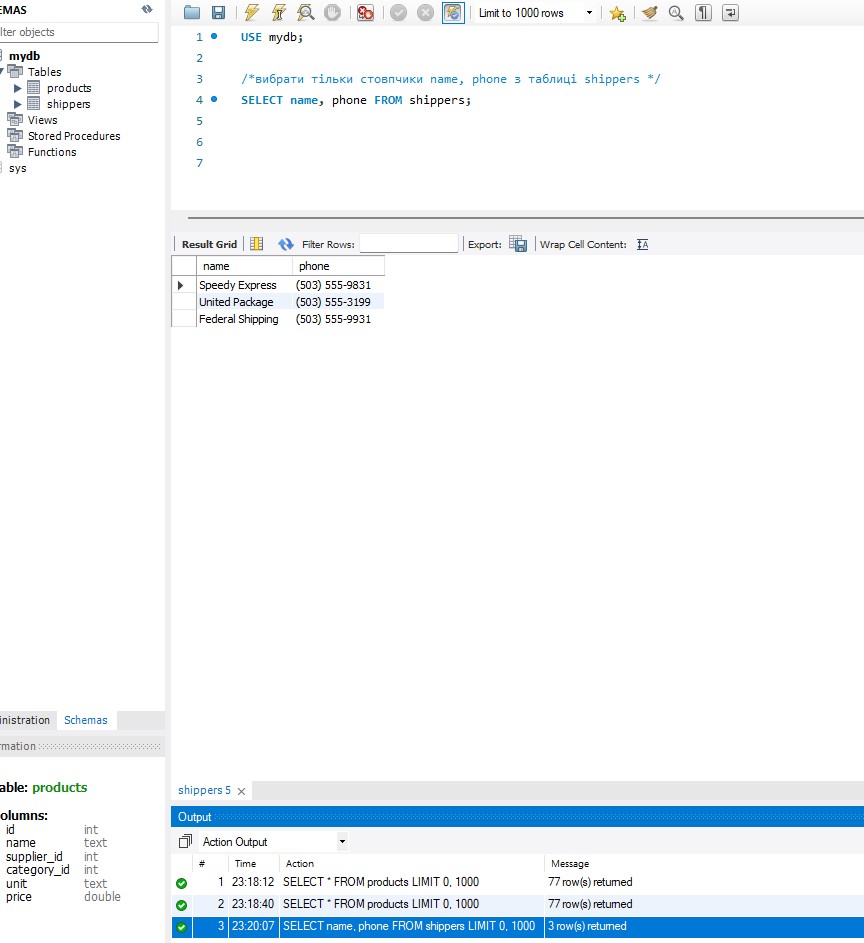 EMAS
lter objects
mydb
Tables
products
shippers
Views
Stored Procedures
Functions
sys
Limit to 1000 rows
1 USE mydb;
2
3 /*вибрати тільки стовпчики name, phone з таблиці shippers */
4 SELECT name, phone FROM shippers;
5
6
7
Result Grid Filter Rows: Export: Wrap Cell Content:
name phone
Speedy Express (503) 555-9831
United Package (503) 555-3199
Federal Shipping (503) 555-9931
inistration Schemas
rmation
able: products
olumns:
id int
name text
supplier_id int
category_id int
unit text
price double
shippers 5
Output
Action Output
# Time Action Message
1 23:18:12 SELECT * FROM products LIMIT 0, 1000 77 row(s) returned
2 23:18:40 SELECT * FROM products LIMIT 0, 1000 77 row(s) returned
3 23:20:07 SELECT name, phone FROM shippers LIMIT 0, 1000 3 row(s) returned